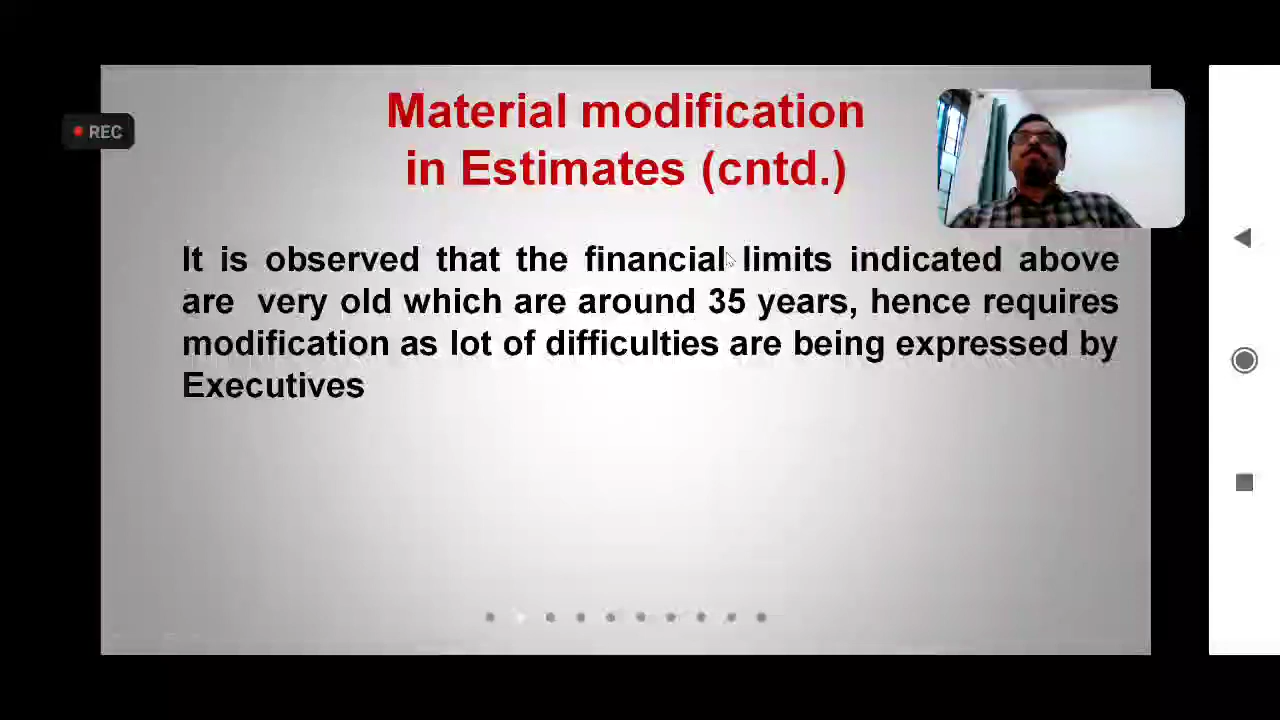 Material modification
in Estimates (cntd.)
REC
It is observed that the financial limits indicated above
are very old which are around 35 years, hence requires
modification as lot of difficulties are being expressed by
Executives